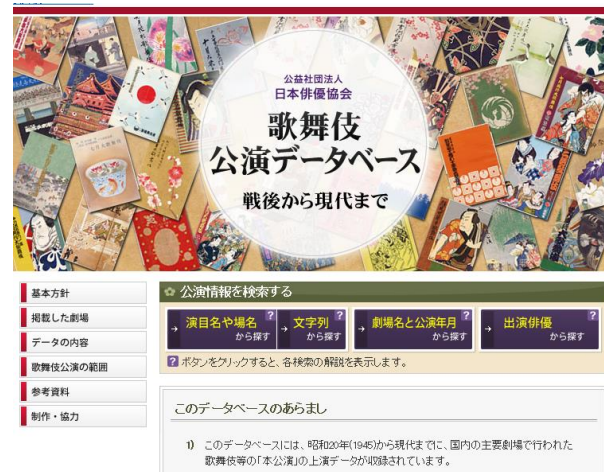 公益社団法人
日本俳優協会
歌舞伎
公演データベース
戦後から現代まで
基本方針
掲載した劇場
データの内容
歌舞伎公演の範囲
参考資料
制作・協力
公演情報を検索する
演目名や場名 ?
から探す
文字列 ?
から探す
劇場名と公演年月 ?
から探す
出演俳優 ?
から探す
? ボタンをクリックすると、各検索の解説を表示します。
このデータベースのあらまし
1) このデータベースには、昭和20年(1945)から現代までに、国内の主要劇場で行われた
歌舞伎等の「本公演」の上演データが収録されています。